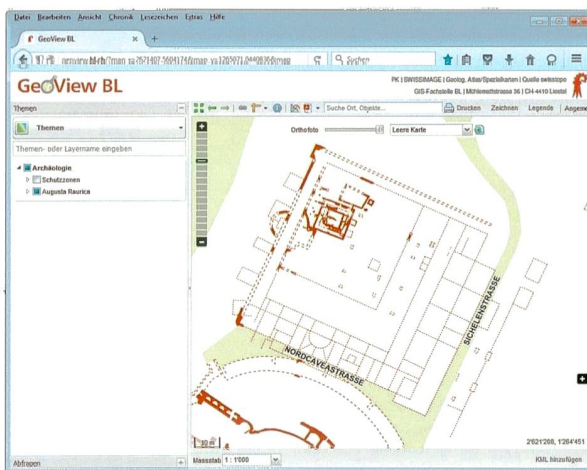 Datei Bearbeiten Ansicht Chronik Lesezeichen Extras Hilfe
GeoView BL
Suchen
GeoView BL
PK | SWISSIMAGE | Geolog. Atlas/Spezialkarten | Quelle swisstopo
GIS-Fachstelle BL | Mühlemattstrasse 36 | CH-4410 Liestal
Themen
Suche Ort, Objekte...
Drucken Zeichnen Legende
Themen
Orthofoto
Leere Karte
Themen- oder Layername eingeben
Archäologie
Schutzzonen
Augusta Raurica
SICHELENSTRASSE
NORDCAVEASTRASSE
2'621'208, 1'264'451
Abfragen
Massstab 1 : 1'000
KML hinzufügen